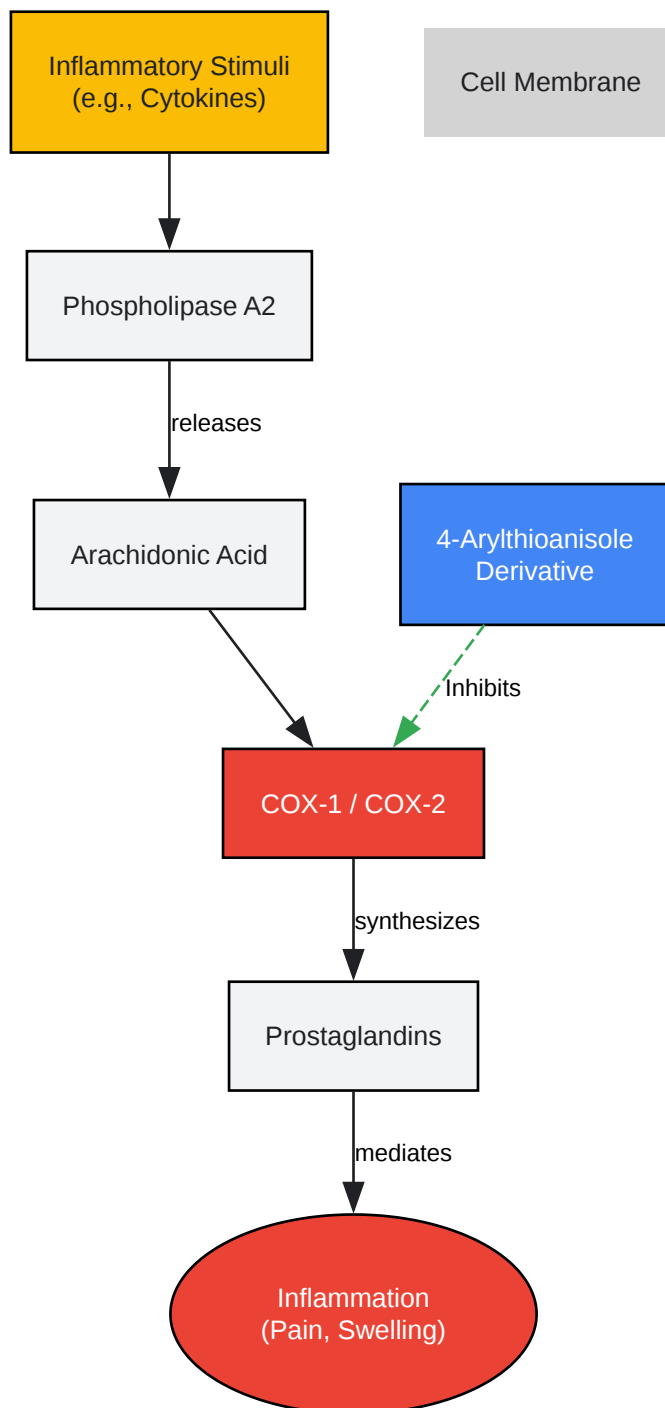 Inflammatory Stimuli
(e.g., Cytokines)
Cell Membrane
Phospholipase A2
releases
Arachidonic Acid
4-Arylthioanisole
Derivative
Inhibits
COX-1 / COX-2
synthesizes
Prostaglandins
mediates
Inflammation
(Pain, Swelling)